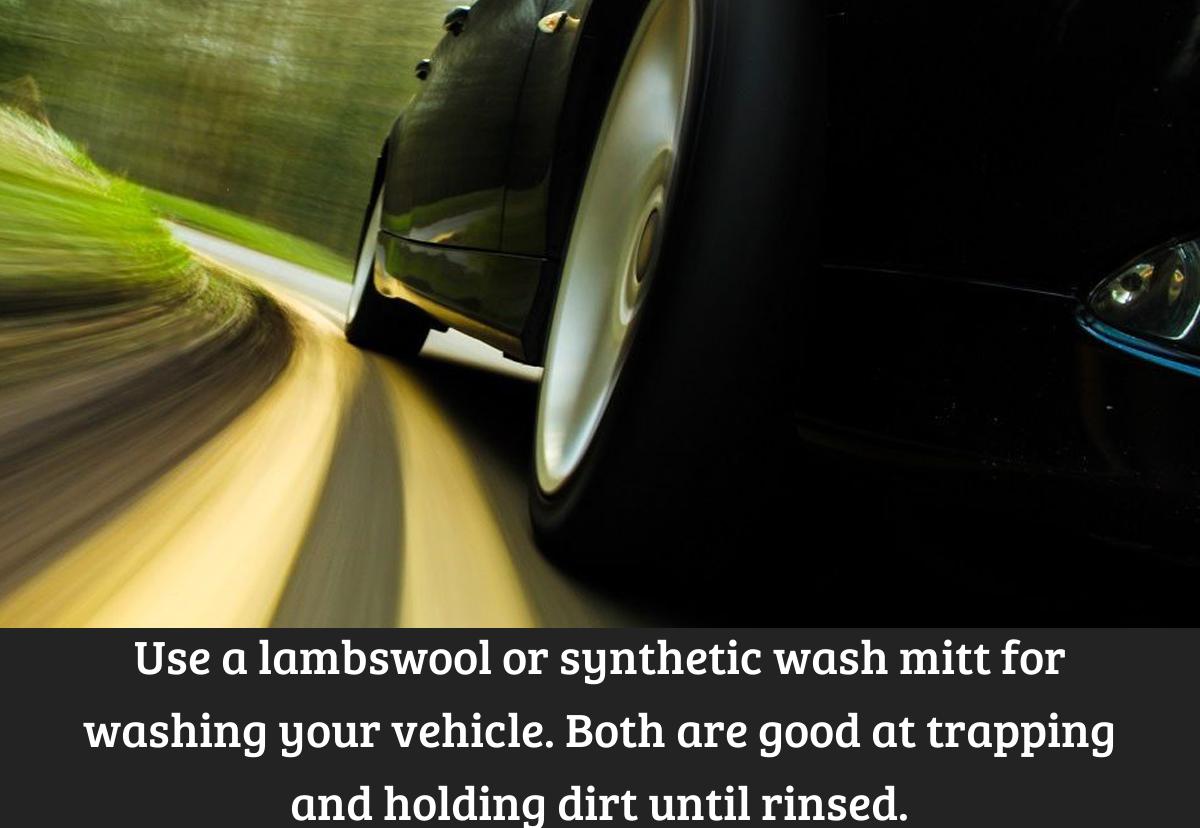 Use a lambswool or synthetic wash mitt for
washing your vehicle. Both are good at trapping
and holding dirt until rinsed.